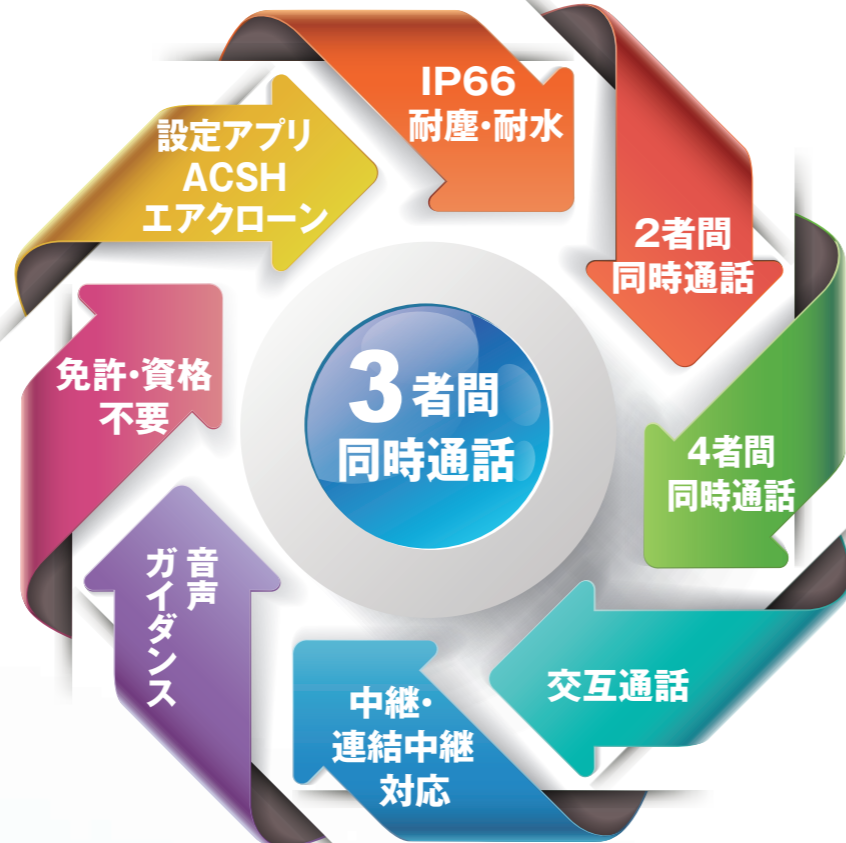 3者間
同時通話
IP66
耐塵・耐水
2者間
同時通話
4者間
同時通話
交互通話
中継・
連結中継
対応
音声
ガイダンス
免許・資格
不要
設定アプリ
ACSH
エアクローン